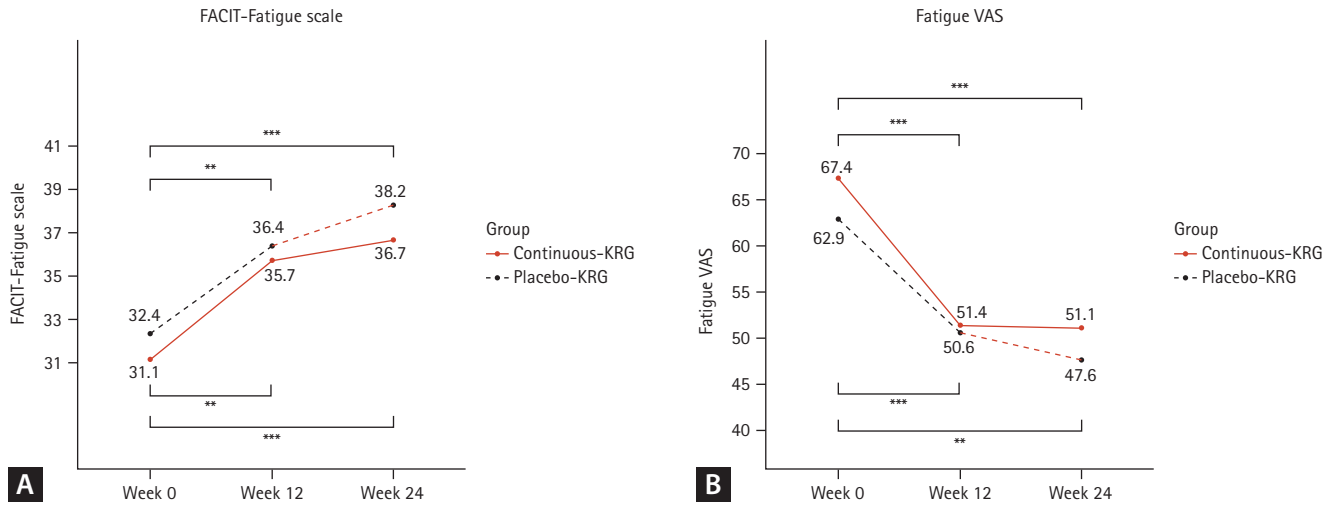 FACIT-Fatigue scale
FACIT-Fatigue scale
41
39
37
35
33
31
***
**
38.2
36.4
36.7
35.7
32.4
31.1
**
***
Week 0 Week 12 Week 24
Group
Continuous-KRG
Placebo-KRG
A
Fatigue VAS
Fatigue VAS
70
65
60
55
50
45
40
***
***
67.4
62.9
51.4
51.1
50.6
47.6
***
**
Week 0 Week 12 Week 24
Group
Continuous-KRG
Placebo-KRG
B